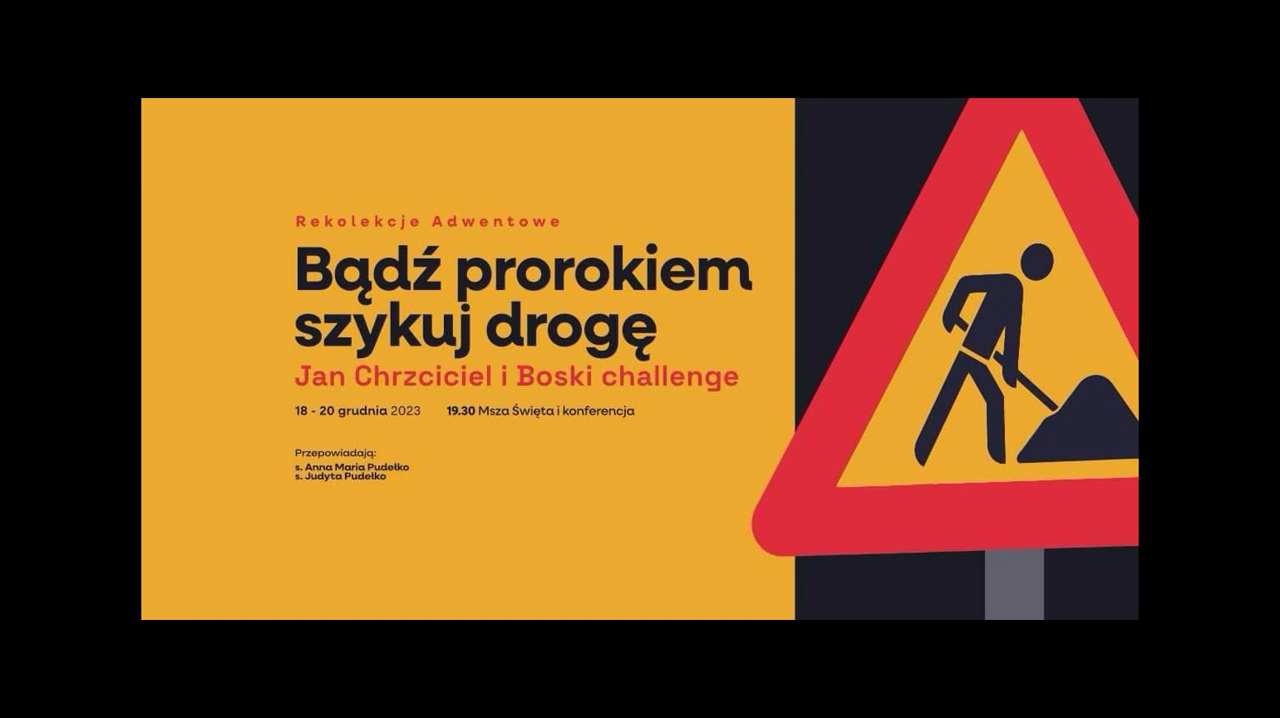 Rekolekcje Adwentowe
Bądź prorokiem
szykuj drogę
Jan Chrzciciel i Boski challenge
18 - 20 grudnia 2023 19.30 Msza Święta i konferencja
Przepowiadają:
s. Anna Maria Pudełko
s. Judyta Pudełko